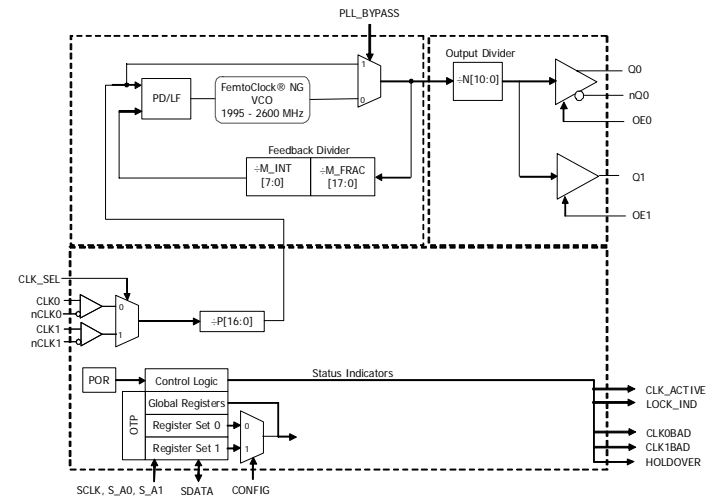 PLL_BYPASS
Output Divider
1
0
PD/LF
FemtoClock® NG
VCO
1995 - 2600 MHz
÷N[10:0]
Q0
nQ0
OE0
Feedback Divider
÷M_INT
[7:0]
÷M_FRAC
[17:0]
Q1
OE1
CLK_SEL
CLK0
nCLK0
CLK1
nCLK1
0
1
÷P[16:0]
POR
Control Logic
Status Indicators
Global Registers
OTP
Register Set 0
Register Set 1
0
1
CLK_ACTIVE
LOCK_IND
CLK0BAD
CLK1BAD
HOLDOVER
SCLK, S_A0, S_A1
SDATA
CONFIG